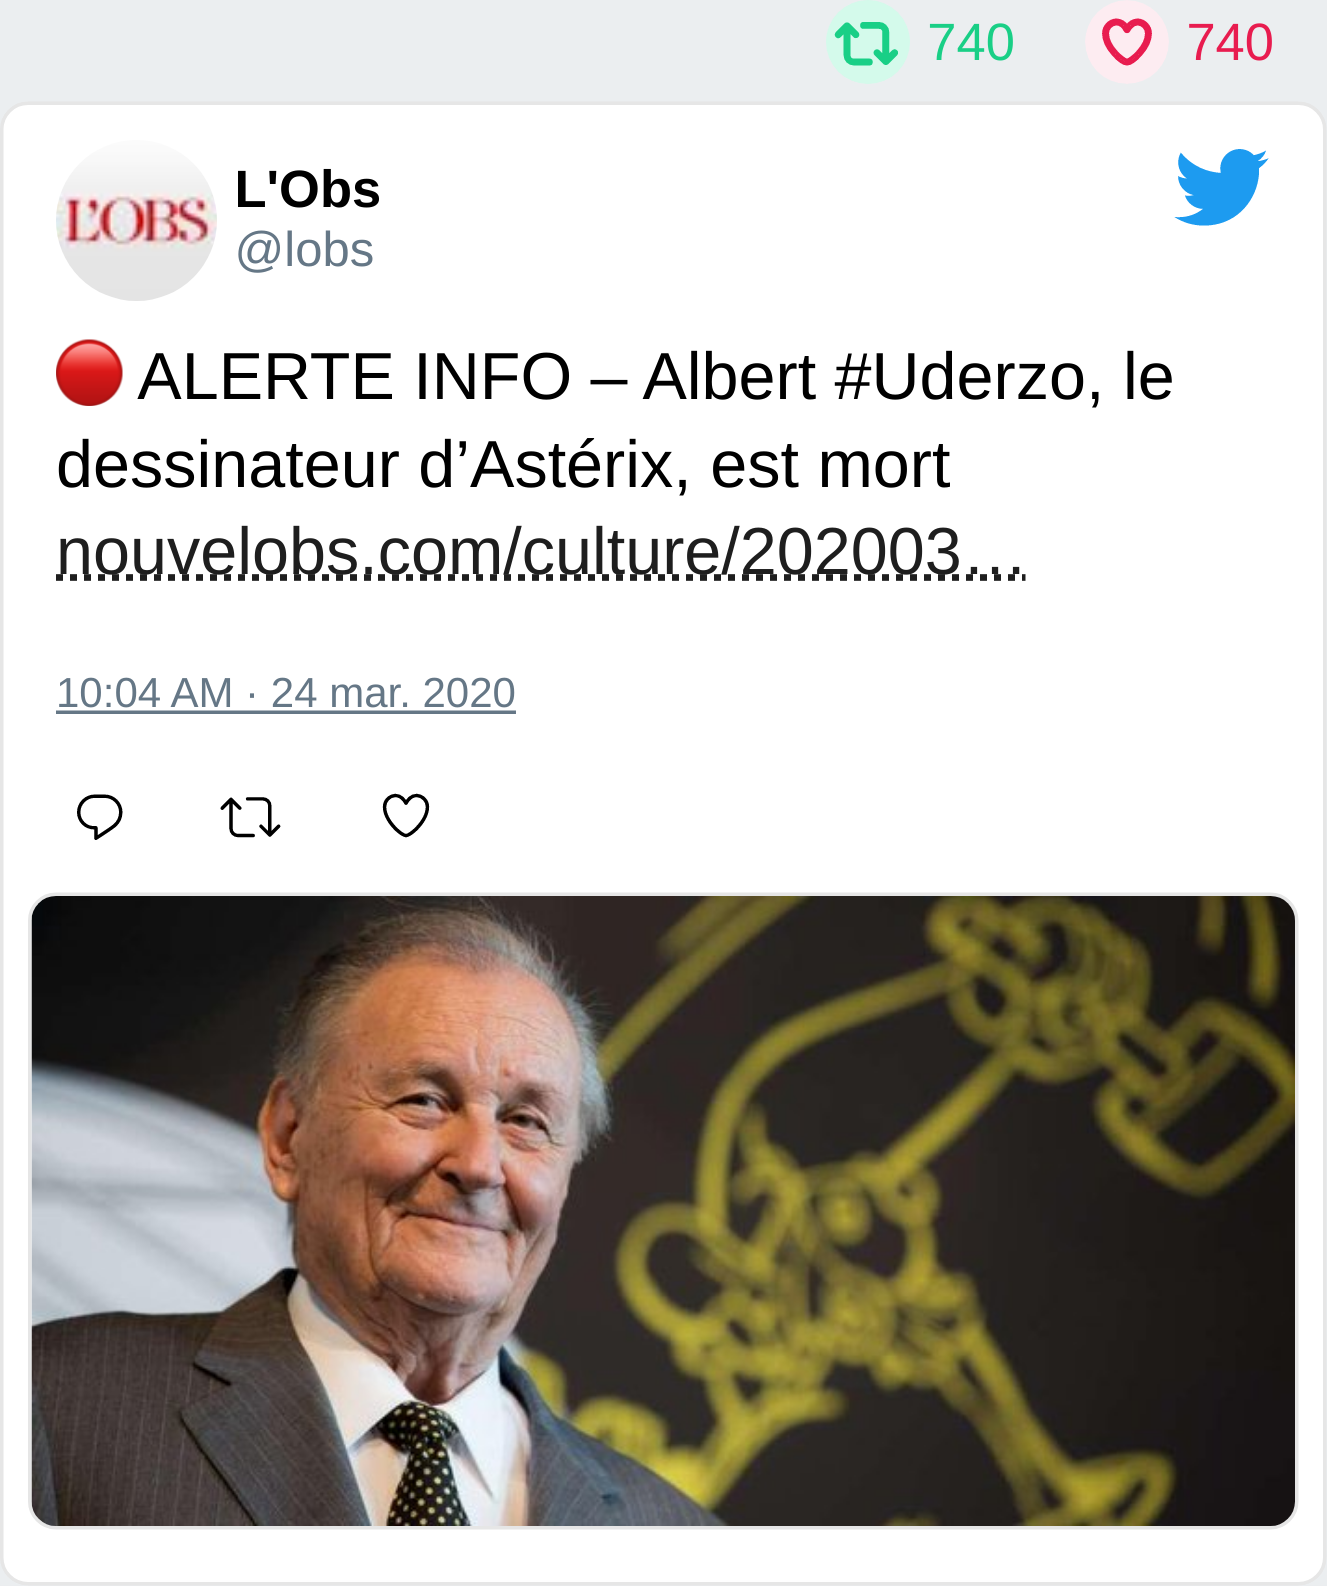 740 740
L'OBS
L'Obs
@lobs
🔴 ALERTE INFO – Albert #Uderzo, le
dessinateur d’Astérix, est mort
nouvelobs.com/culture/202003…
10:04 AM · 24 mar. 2020